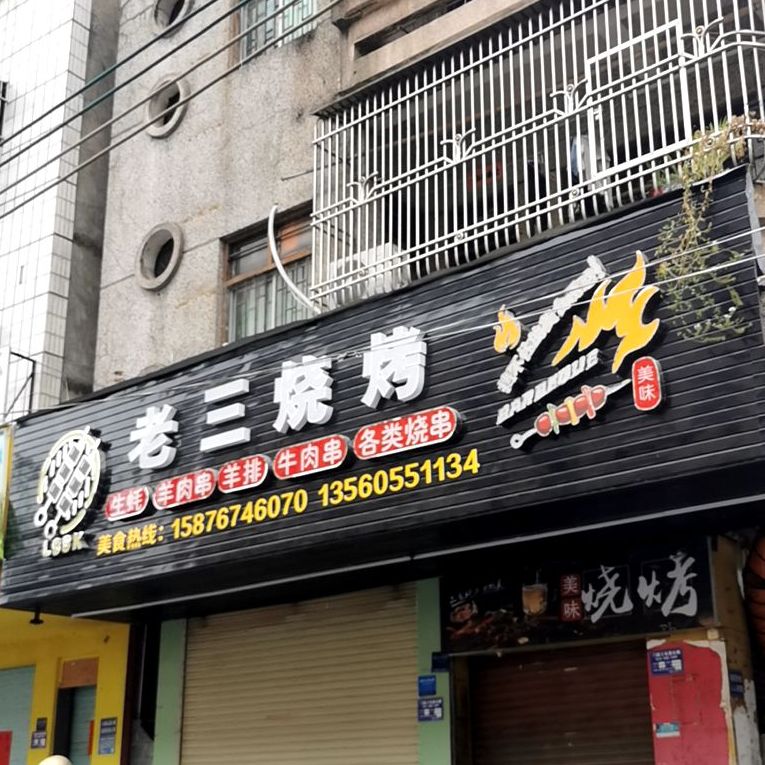 老三烧烤
生蚝 羊肉串 羊排 牛肉串 各类烧串
美食热线：15876746070 13560551134
LSSK
BARBECUE
美味
美味
烧烤